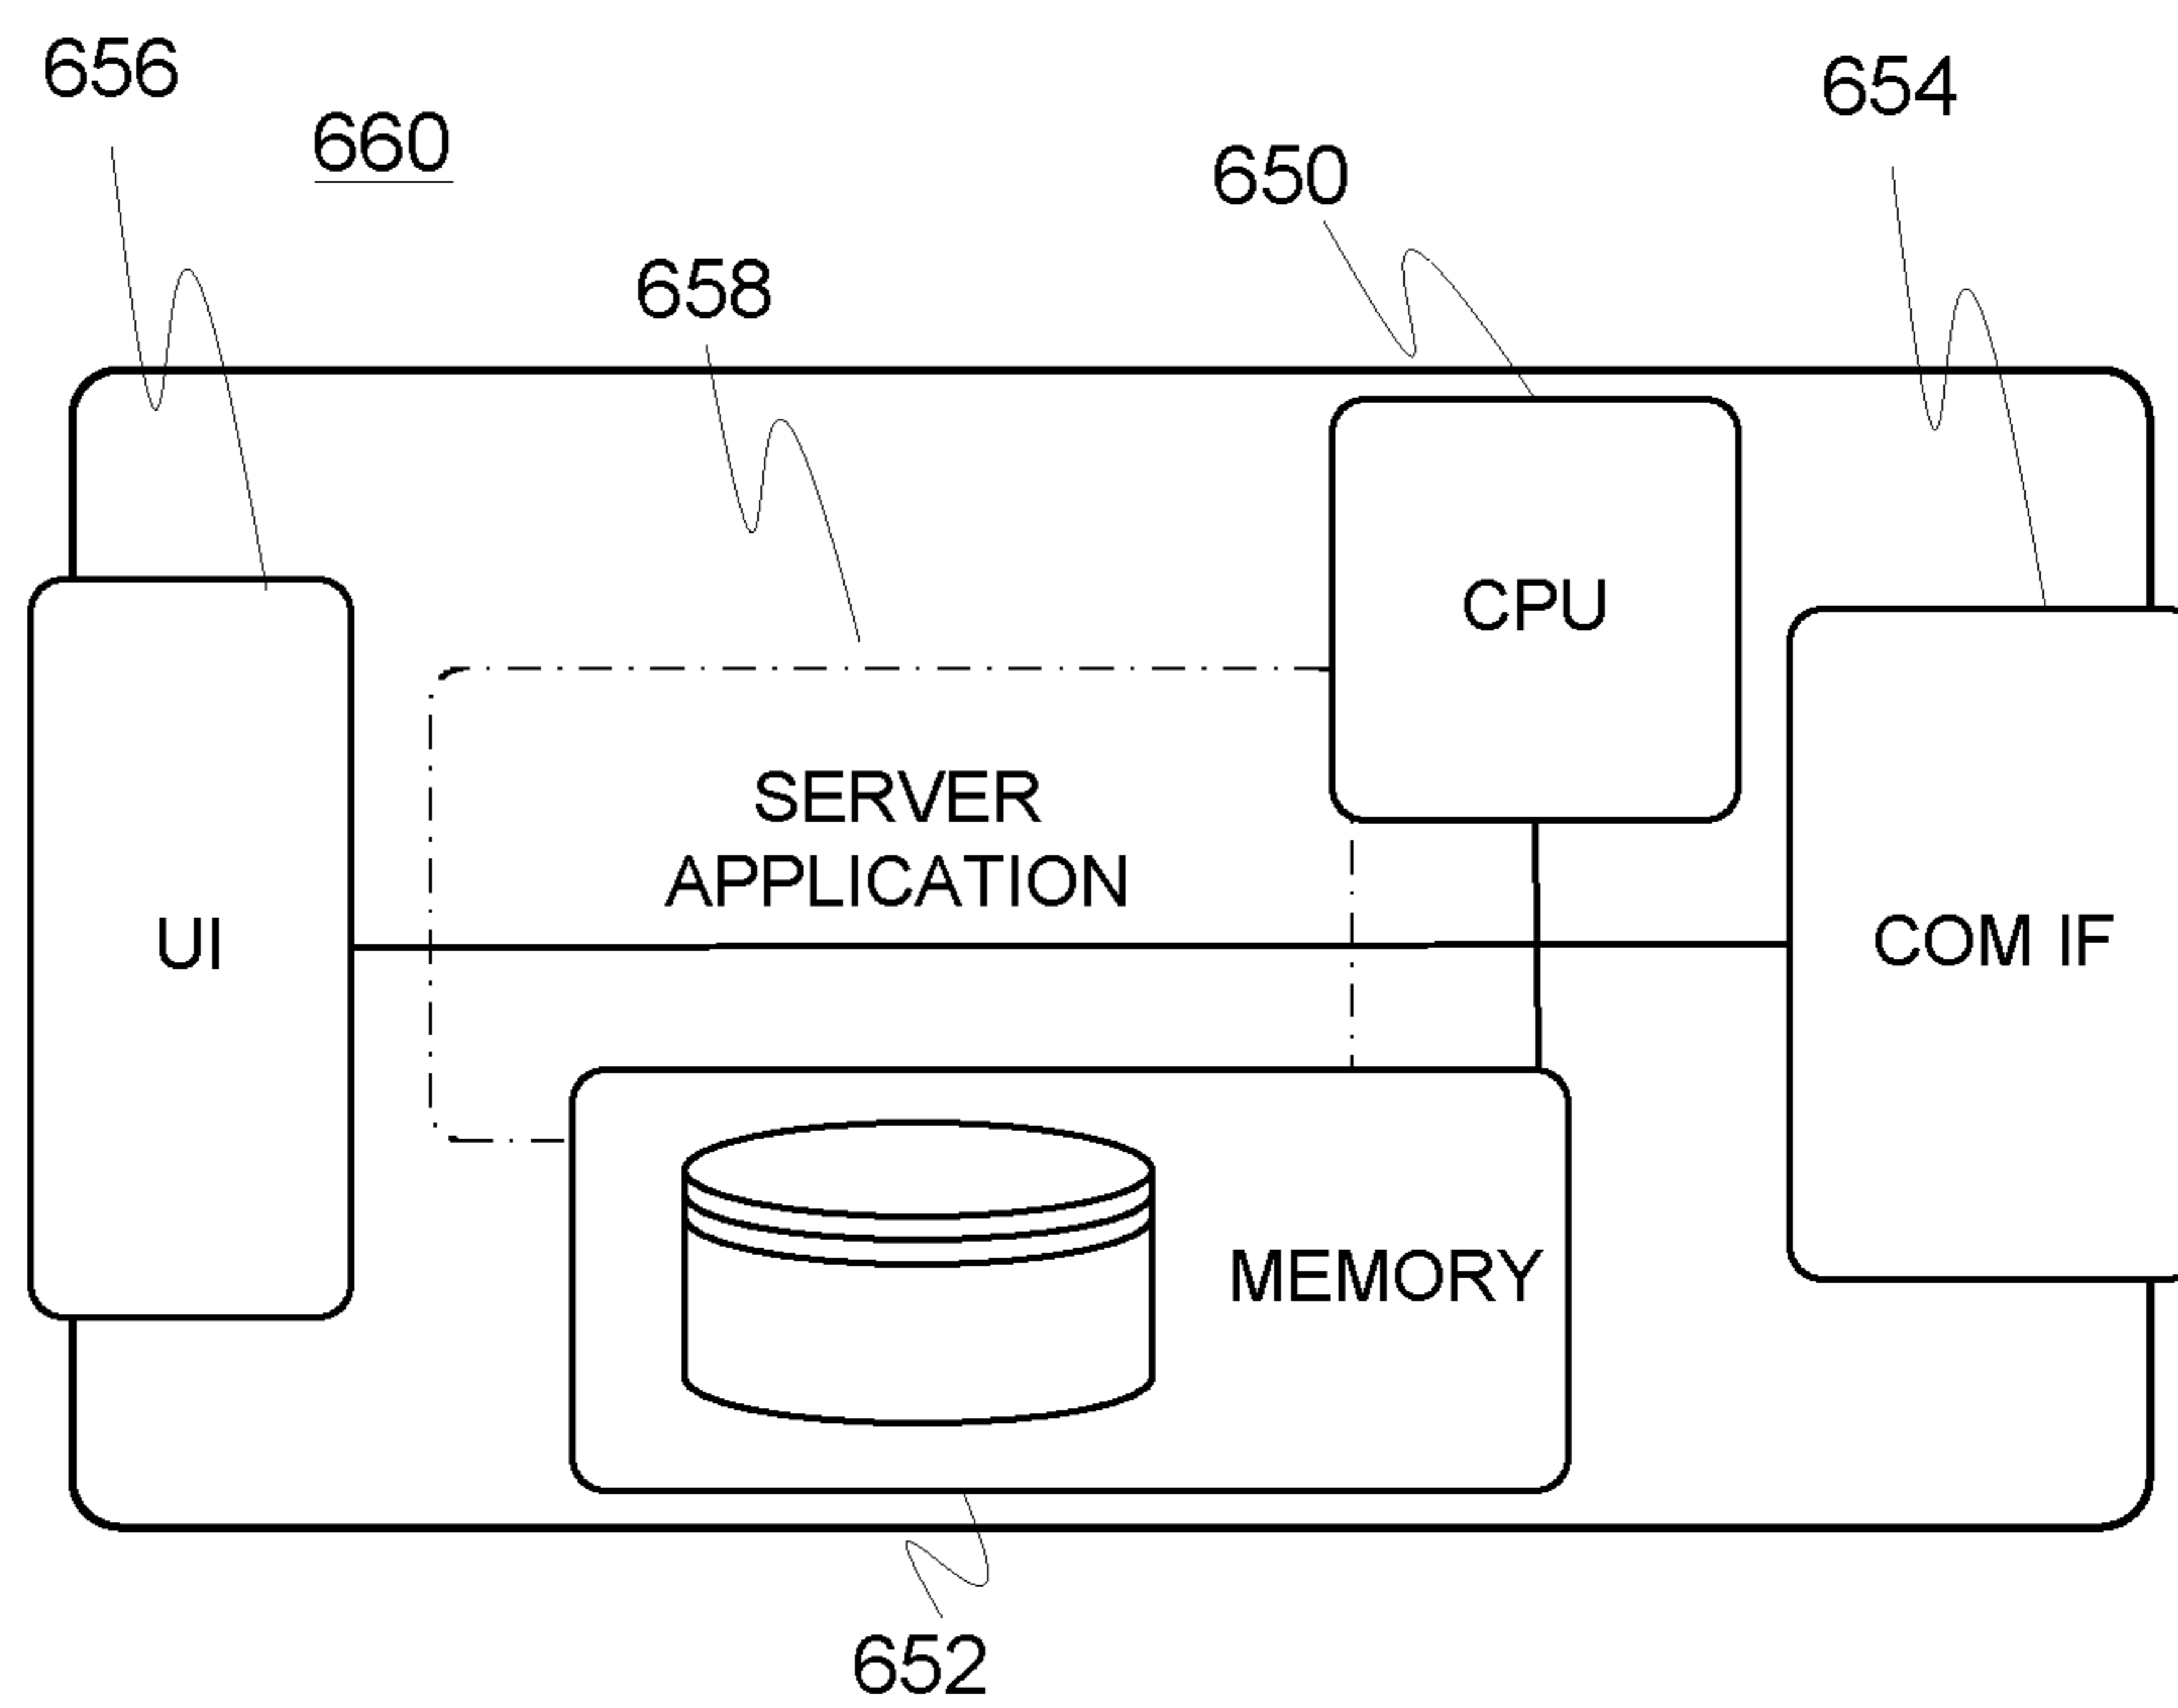 656
660
654
650
658
CPU
SERVER
APPLICATION
UI
COM IF
MEMORY
652